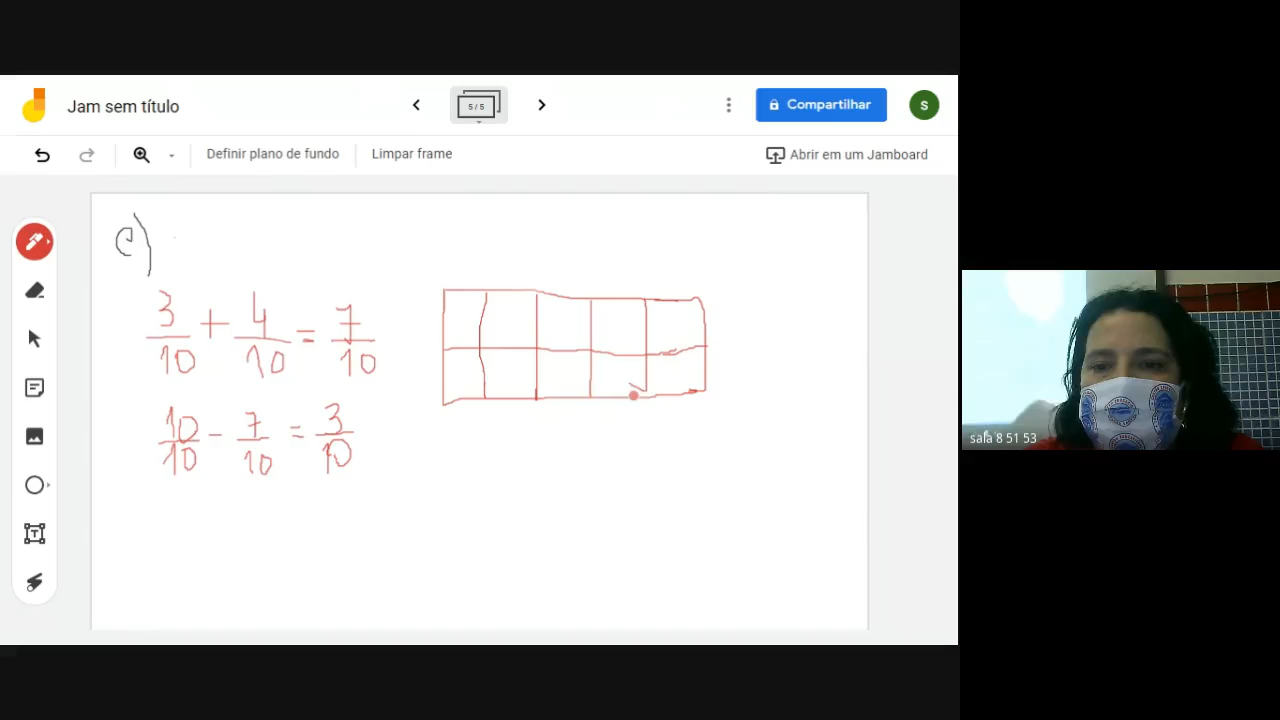 Jam sem título
5 / 5
Compartilhar
S
Definir plano de fundo
Limpar frame
Abrir em um Jamboard
e)
3/10 + 4/10 = 7/10
10/10 - 7/10 = 3/10
sala 8 51 53